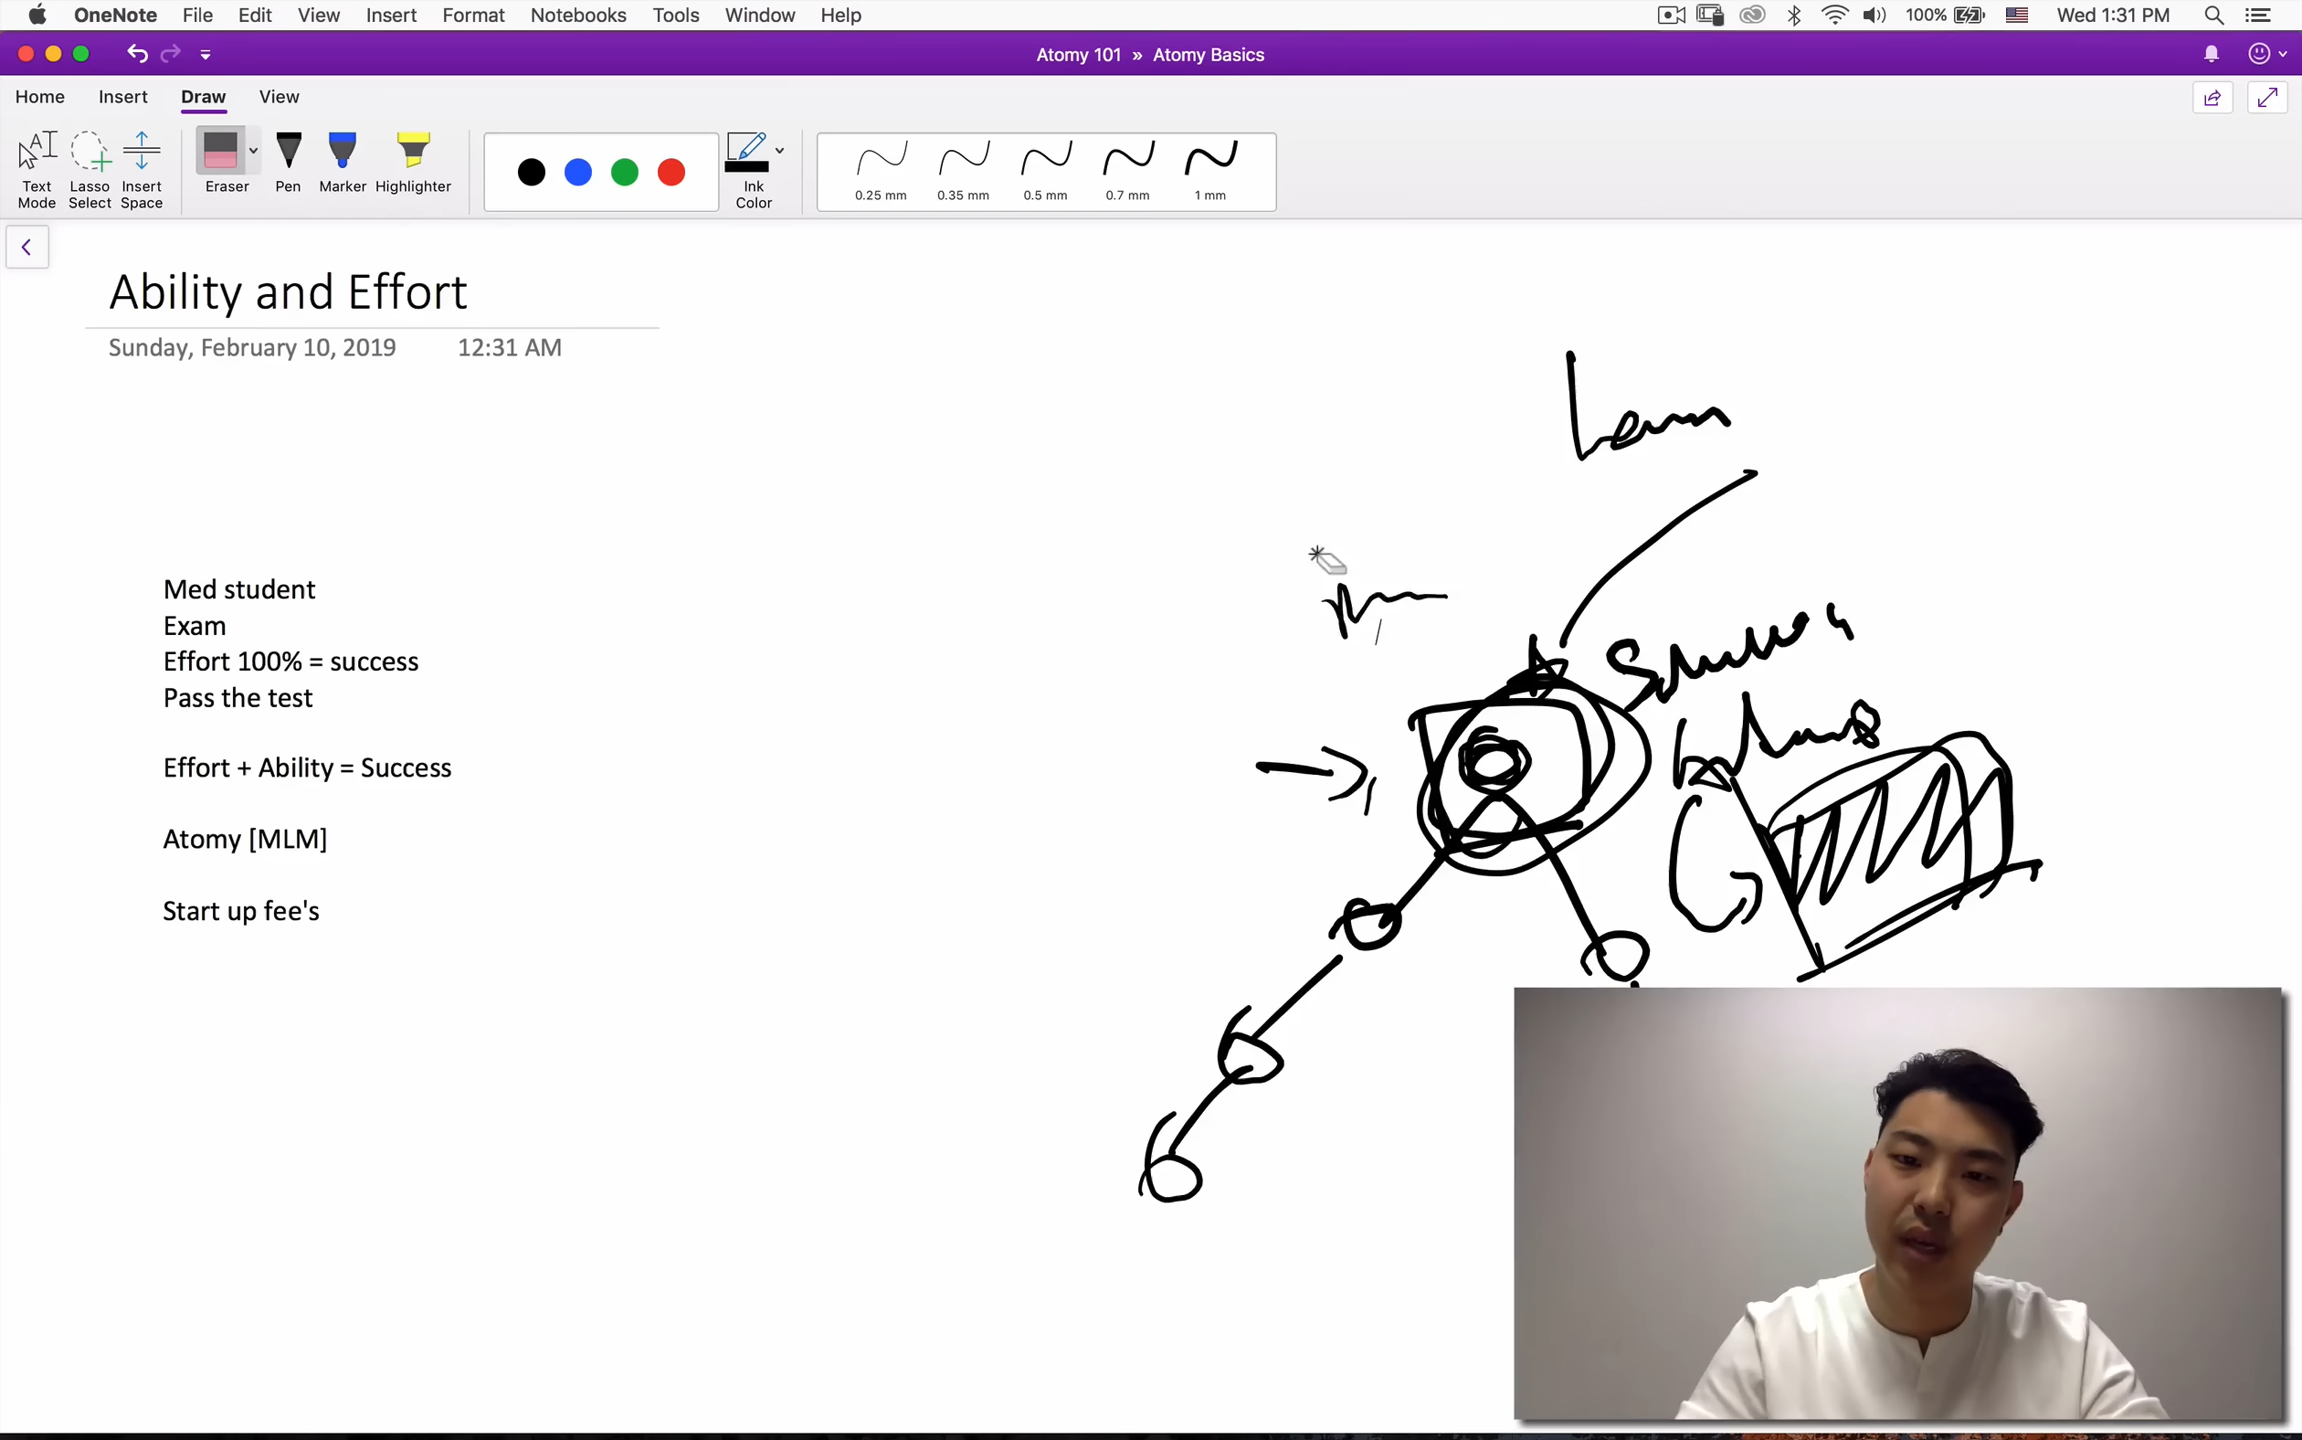 OneNote File Edit View Insert Format Notebooks Tools Window Help 100% Wed 1:31 PM
Atomy 101 » Atomy Basics
Home Insert Draw View
Text Mode Lasso Select Insert Space Eraser Pen Marker Highlighter Ink Color 0.25 mm 0.35 mm 0.5 mm 0.7 mm 1 mm
Ability and Effort
Sunday, February 10, 2019 12:31 AM
Learn
Med student
Exam
Effort 100% = success
Pass the test
Effort + Ability = Success
Atomy [MLM]
Start up fee's